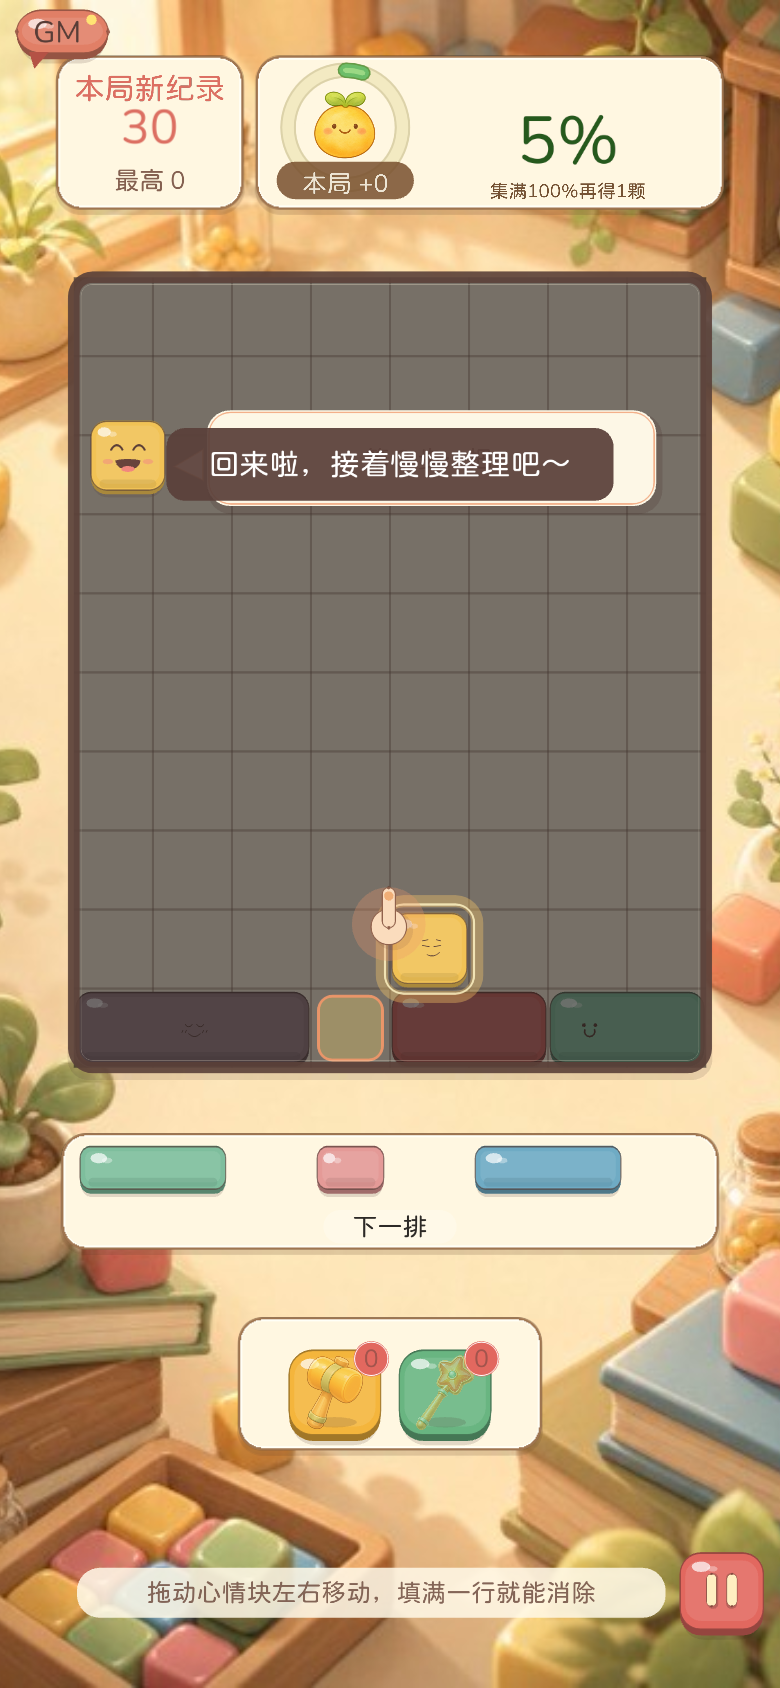 GM
本局新纪录
30
最高 0
本局 +0
5%
集满100%再得1颗
回来啦，接着慢慢整理吧～
下一排
0
0
拖动心情块左右移动，填满一行就能消除